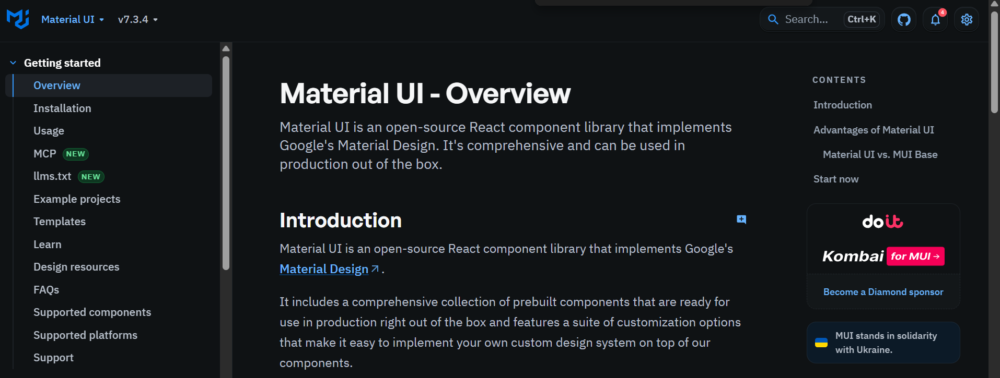 Material UI
v7.3.4
Search...
Ctrl+K
4
Getting started
Overview
Installation
Usage
MCP NEW
llms.txt NEW
Example projects
Templates
Learn
Design resources
FAQs
Supported components
Supported platforms
Support
Material UI - Overview
Material UI is an open-source React component library that implements
Google's Material Design. It's comprehensive and can be used in
production out of the box.
Introduction
Material UI is an open-source React component library that implements Google's
Material Design.
It includes a comprehensive collection of prebuilt components that are ready for
use in production right out of the box and features a suite of customization options
that make it easy to implement your own custom design system on top of our
components.
CONTENTS
Introduction
Advantages of Material UI
Material UI vs. MUI Base
Start now
doit
Kombai for MUI →
Become a Diamond sponsor
MUI stands in solidarity
with Ukraine.